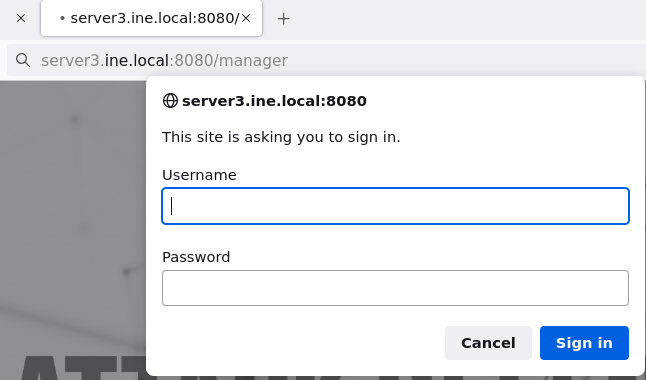 server3.ine.local:8080/
server3.ine.local:8080/manager
server3.ine.local:8080
This site is asking you to sign in.
Username
Password
Cancel Sign in